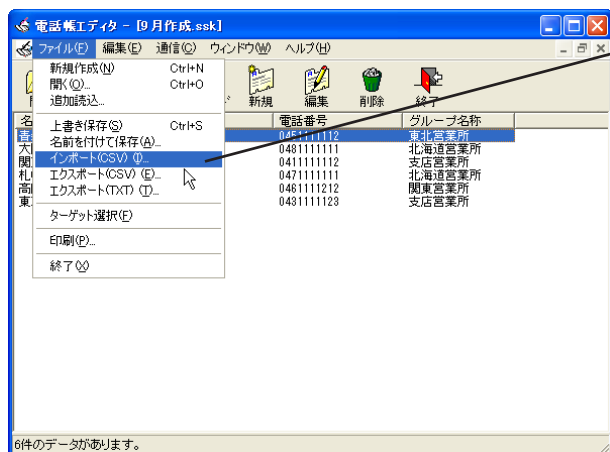 電話帳エディタ - [9月作成.ssk]
ファイル(F) 編集(E) 通信(C) ウィンドウ(W) ヘルプ(H)
新規作成(N) Ctrl+N
開く(O)... Ctrl+O
追加読込...
上書き保存(S) Ctrl+S
名前を付けて保存(A)...
インポート(CSV) (I)...
エクスポート(CSV) (E)...
エクスポート(TXT) (T)...
ターゲット選択(F)
印刷(P)...
終了(X)
新規 編集 削除 終了
電話番号 グループ名称
0451111112 東北営業所
0481111111 北海道営業所
0411111112 支店営業所
0471111111 北海道営業所
0461111212 関東営業所
0431111123 支店営業所
6件のデータがあります。